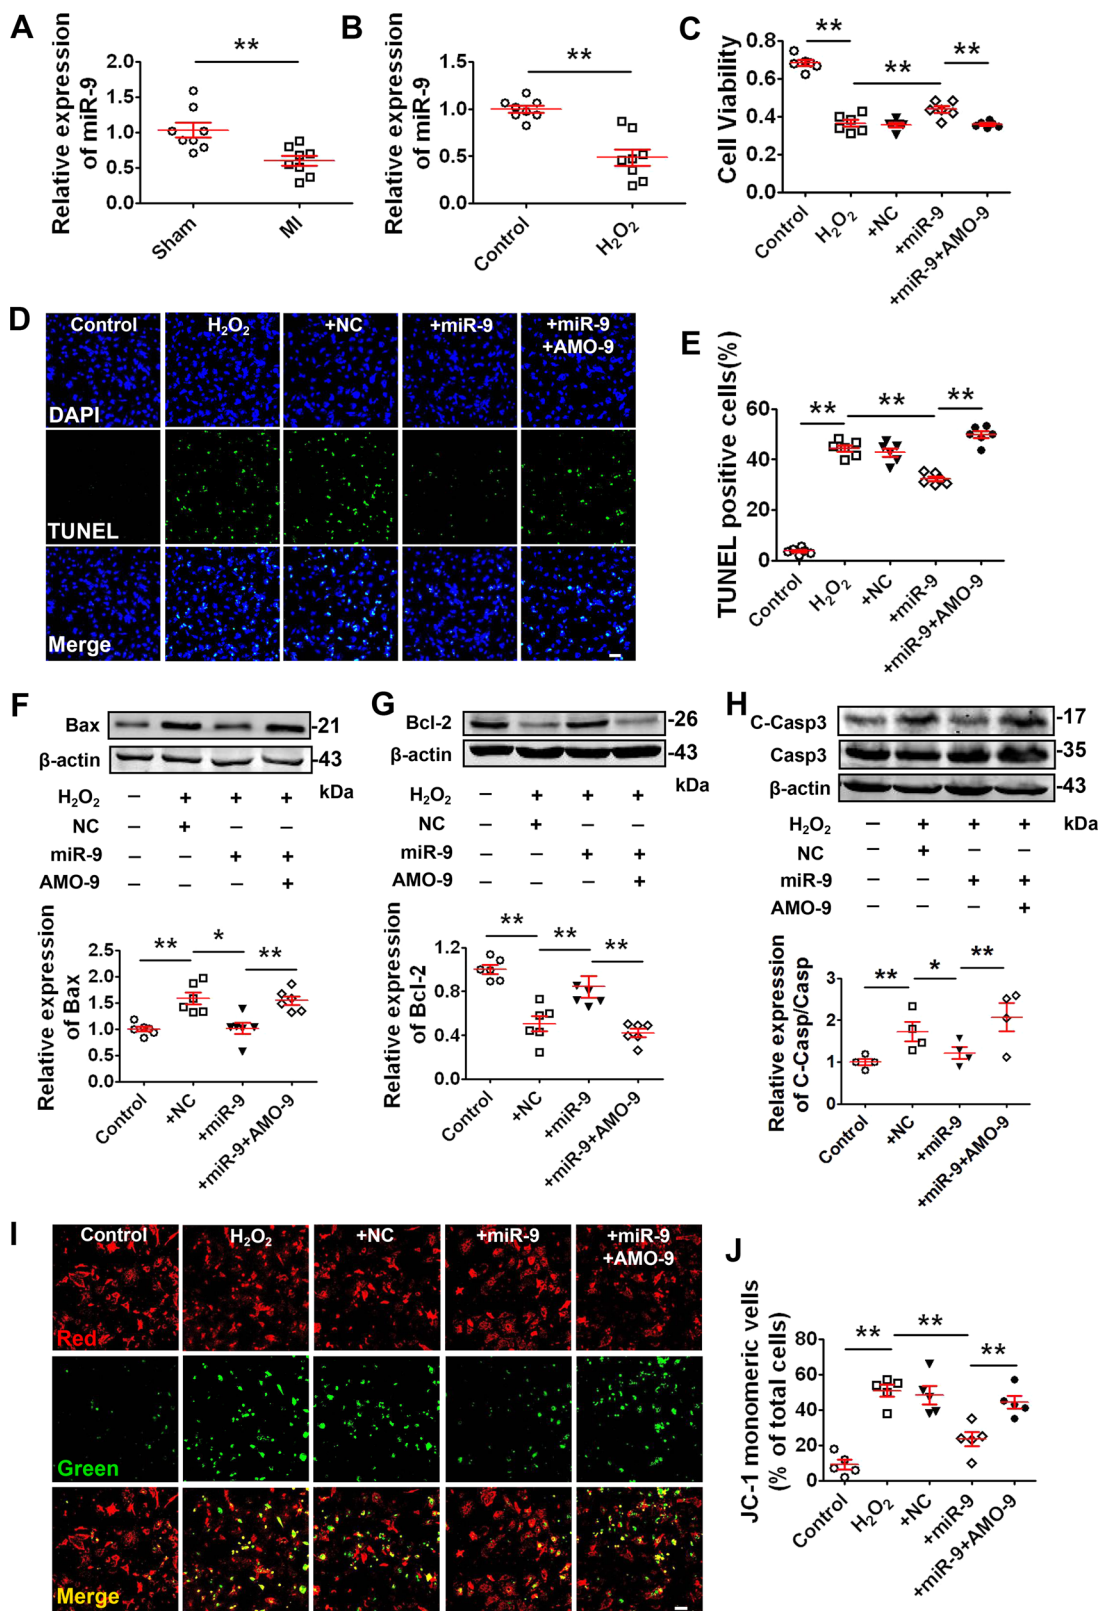 A
Relative expression
of miR-9
2.0
1.5
1.0
0.5
0.0
**
Sham
MI
B
Relative expression
of miR-9
1.5
1.0
0.5
0.0
**
Control
H₂O₂
C
Cell Viability
0.8
0.6
0.4
0.2
0.0
**
**
**
Control
H₂O₂
+NC
+miR-9
+miR-9+AMO-9
D
Control
H₂O₂
+NC
+miR-9
+miR-9
+AMO-9
DAPI
TUNEL
Merge
E
TUNEL positive cells(%)
60
40
20
0
**
**
**
Control
H₂O₂
+NC
+miR-9
+miR-9+AMO-9
F
Bax
-21
β-actin
-43
kDa
H₂O₂ – + + +
NC – + – –
miR-9 – – + +
AMO-9 – – – +
Relative expression
of Bax
2.5
2.0
1.5
1.0
0.5
0.0
**
*
**
Control
+NC
+miR-9
+miR-9+AMO-9
G
Bcl-2
-26
β-actin
-43
kDa
H₂O₂ – + + +
NC – + – –
miR-9 – – + +
AMO-9 – – – +
Relative expression
of Bcl-2
1.2
0.8
0.4
0.0
**
**
**
Control
+NC
+miR-9
+miR-9+AMO-9
H
C-Casp3
-17
Casp3
-35
β-actin
-43
kDa
H₂O₂ – + + +
NC – + – –
miR-9 – – + +
AMO-9 – – – +
Relative expression
of C-Casp/Casp
3
2
1
0
**
*
**
Control
+NC
+miR-9
+miR-9+AMO-9
I
Control
H₂O₂
+NC
+miR-9
+miR-9
+AMO-9
Red
Green
Merge
J
JC-1 monomeric vells
(% of total cells)
80
60
40
20
0
**
**
**
Control
H₂O₂
+NC
+miR-9
+miR-9+AMO-9